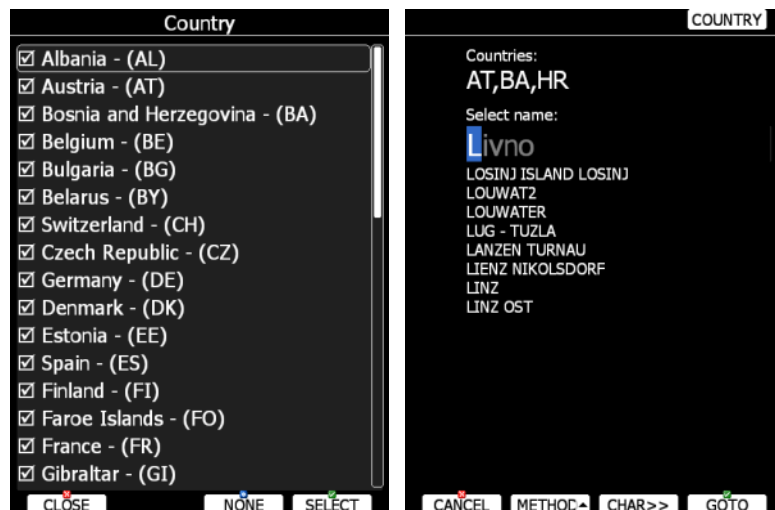 Country
☑ Albania - (AL)
☑ Austria - (AT)
☑ Bosnia and Herzegovina - (BA)
☑ Belgium - (BE)
☑ Bulgaria - (BG)
☑ Belarus - (BY)
☑ Switzerland - (CH)
☑ Czech Republic - (CZ)
☑ Germany - (DE)
☑ Denmark - (DK)
☑ Estonia - (EE)
☑ Spain - (ES)
☑ Finland - (FI)
☑ Faroe Islands - (FO)
☑ France - (FR)
☑ Gibraltar - (GI)
CLOSE NONE SELECT
COUNTRY
Countries:
AT,BA,HR
Select name:
Livno
LOSINJ ISLAND LOSINJ
LOUWAT2
LOUWATER
LUG - TUZLA
LANZEN TURNAU
LIENZ NIKOLSDORF
LINZ
LINZ OST
CANCEL METHOD CHAR>> GOTO